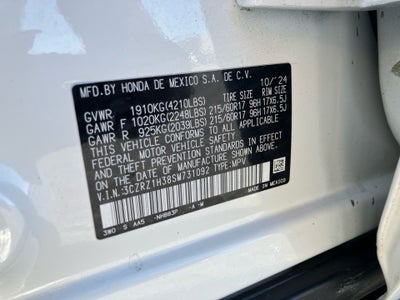 MFD.BY HONDA DE MEXICO S.A. DE C.V. 10/'24
GVWR 1910KG(4210LBS) TIRE SIZE RIM SIZE
GAWR F 1020KG(2248LBS) 215/60R17 96H 17X6.5J
GAWR R 925KG(2039LBS) 215/60R17 96H 17X6.5J
THIS VEHICLE CONFORMS TO ALL APPLICABLE
FEDERAL MOTOR VEHICLE SAFETY STANDARDS
IN EFFECT ON THE DATE OF MANUFACTURE SHOWN ABOVE.
V.I.N.:3CZRZ1H38SM731092 TYPE:MPV
3W0 S AA5 -NH883P -A -M MADE IN MEXICO